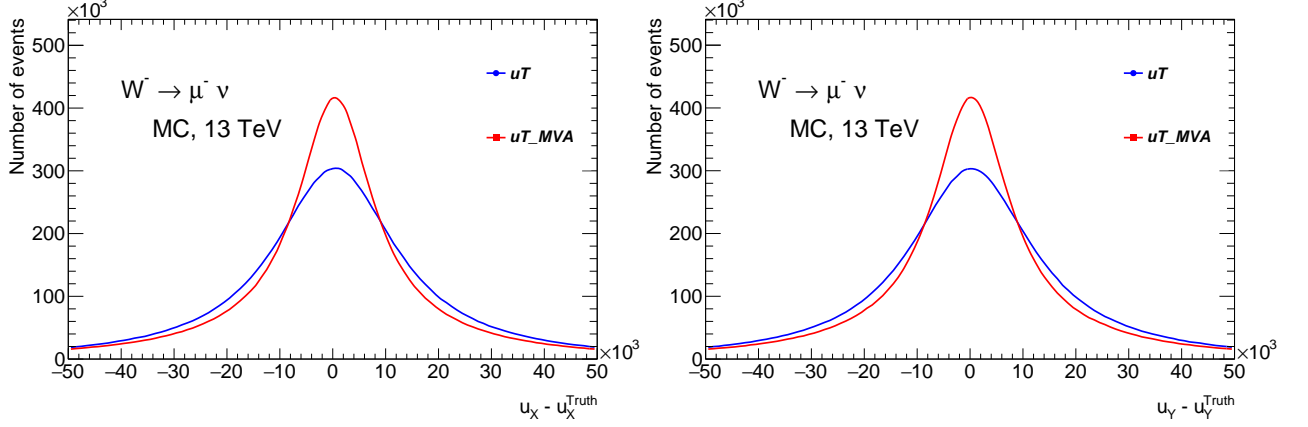 ×10³
Number of events
500
400
300
200
100
0
W⁻ → μ⁻ ν
MC, 13 TeV
uT
uT_MVA
−50 −40 −30 −20 −10 0 10 20 30 40 50
×10³
u_X - u_X^Truth
×10³
Number of events
500
400
300
200
100
0
W⁻ → μ⁻ ν
MC, 13 TeV
uT
uT_MVA
−50 −40 −30 −20 −10 0 10 20 30 40 50
×10³
u_Y - u_Y^Truth